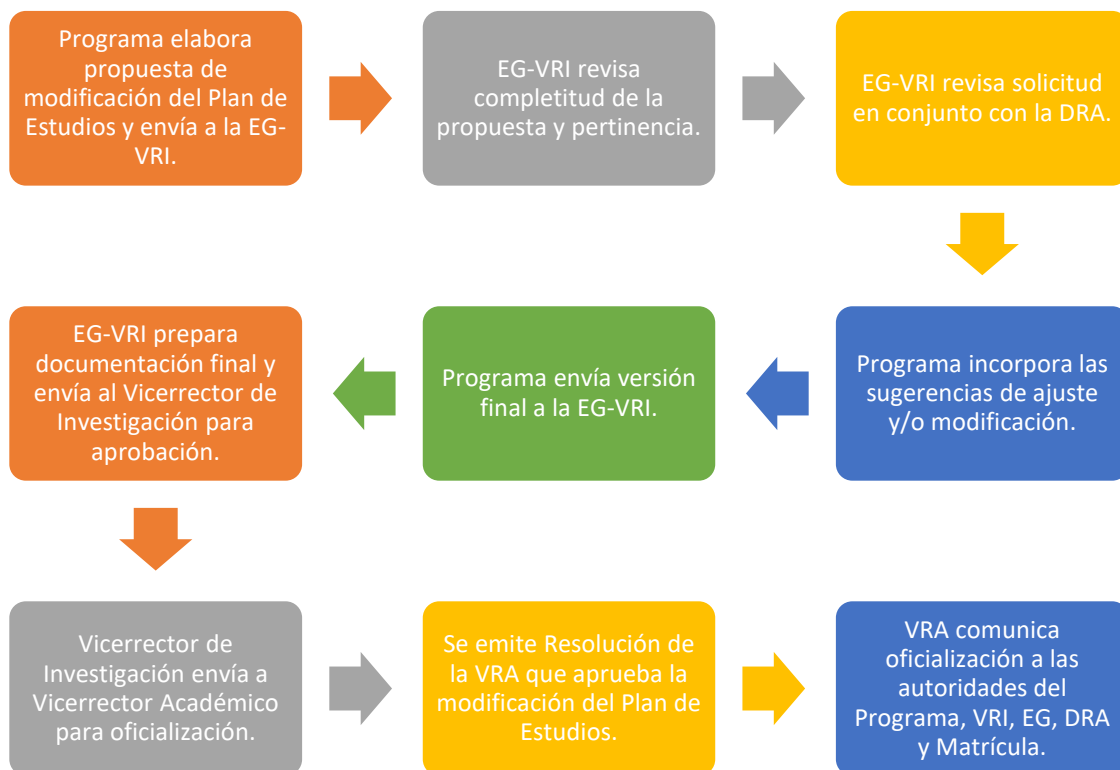 Programa elabora
propuesta de
modificación del Plan de
Estudios y envía a la EG-
VRI.
EG-VRI revisa
completitud de la
propuesta y pertinencia.
EG-VRI revisa solicitud
en conjunto con la DRA.
Programa incorpora las
sugerencias de ajuste
y/o modificación.
Programa envía versión
final a la EG-VRI.
EG-VRI prepara
documentación final y
envía al Vicerrector de
Investigación para
aprobación.
Vicerrector de
Investigación envía a
Vicerrector Académico
para oficialización.
Se emite Resolución de
la VRA que aprueba la
modificación del Plan de
Estudios.
VRA comunica
oficialización a las
autoridades del
Programa, VRI, EG, DRA
y Matrícula.